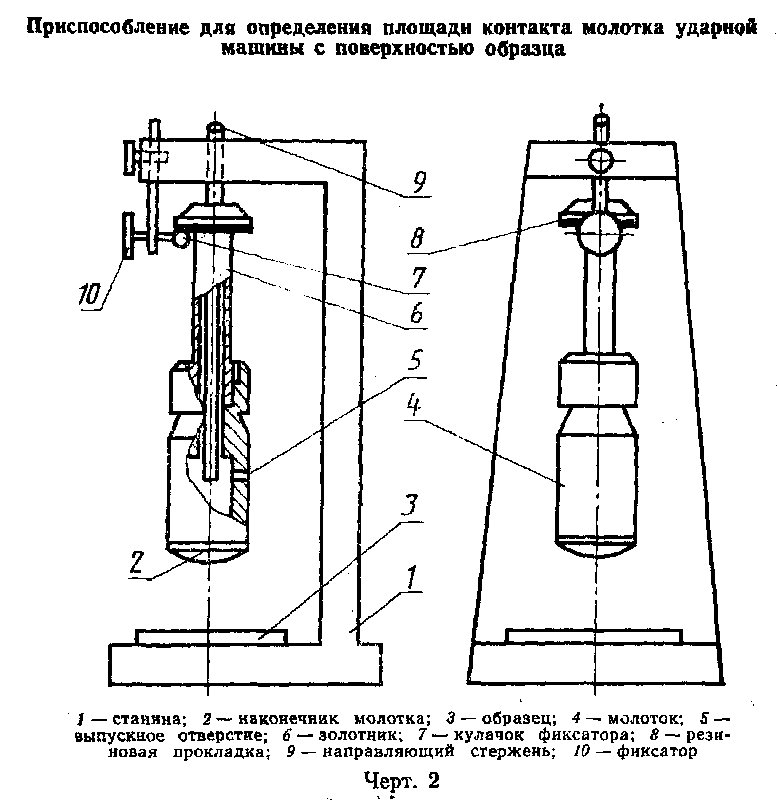 Приспособление для определения площади контакта молотка ударной
машины с поверхностью образца
9
8
7
10
6
5
4
3
2
1
1 — станина; 2 — наконечник молотка; 3 — образец; 4 — молоток; 5 —
выпускное отверстие; 6 — золотник; 7 — кулачок фиксатора; 8 — рези-
новая прокладка; 9 — направляющий стержень; 10 — фиксатор
Черт. 2